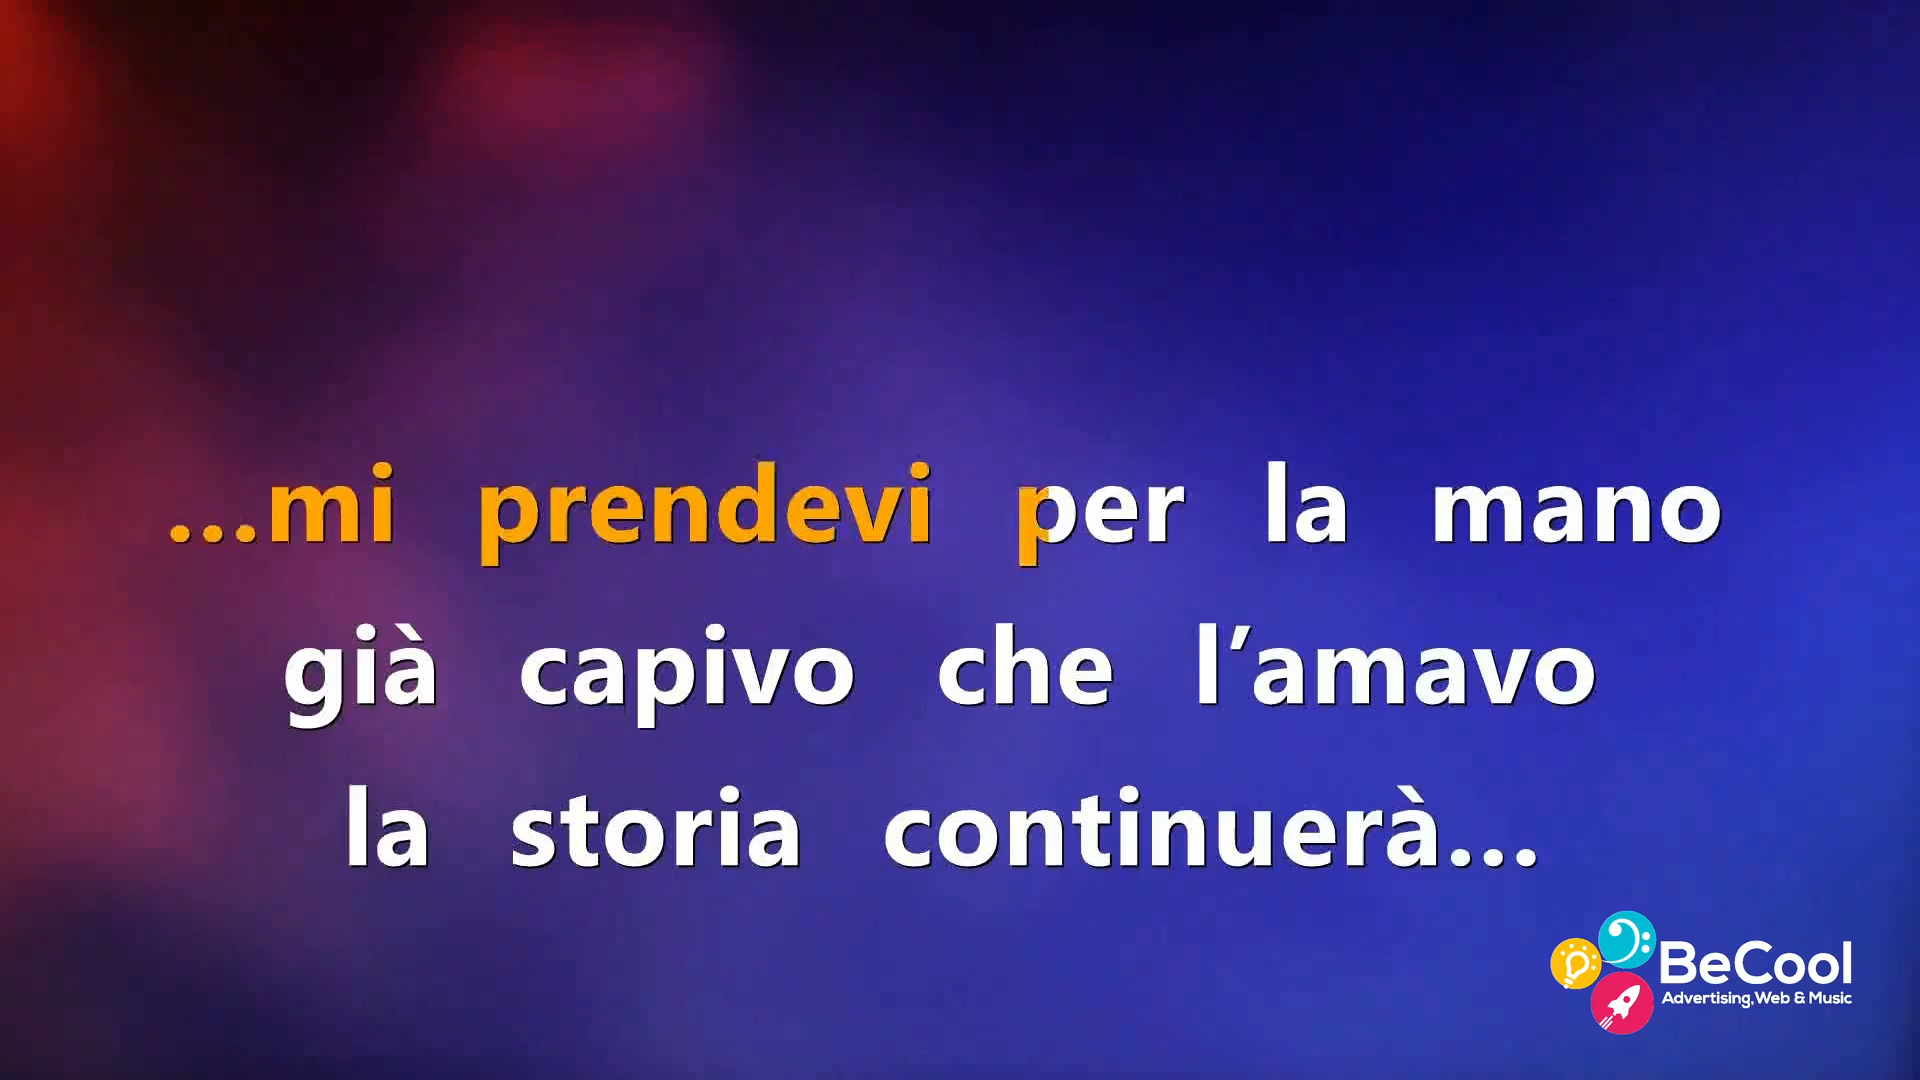 ...mi prendevi per la mano
già capivo che l’amavo
la storia continuerà...
BeCool
Advertising,Web & Music